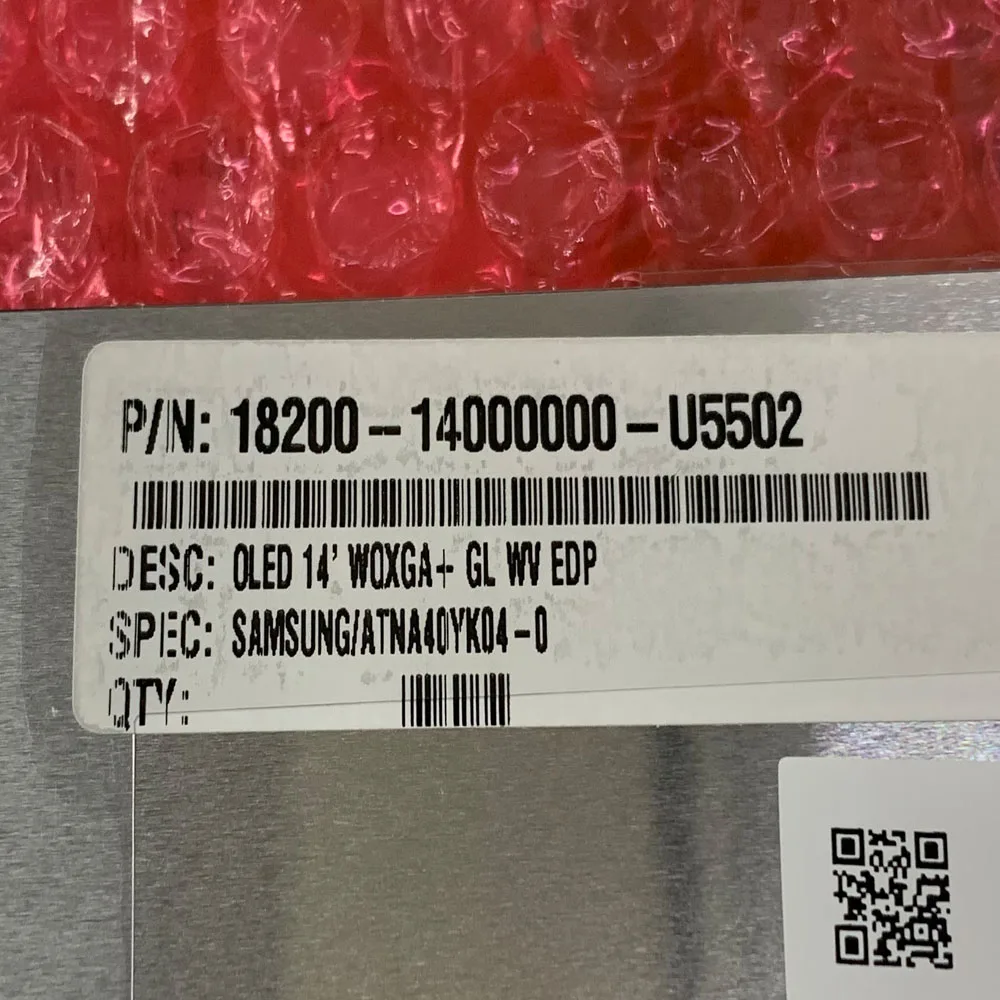 P/N: 18200-14000000-U5502
DESC: OLED 14' WQXGA+ GL WV EDP
SPEC: SAMSUNG/ATNA40YK04-0
QTY: